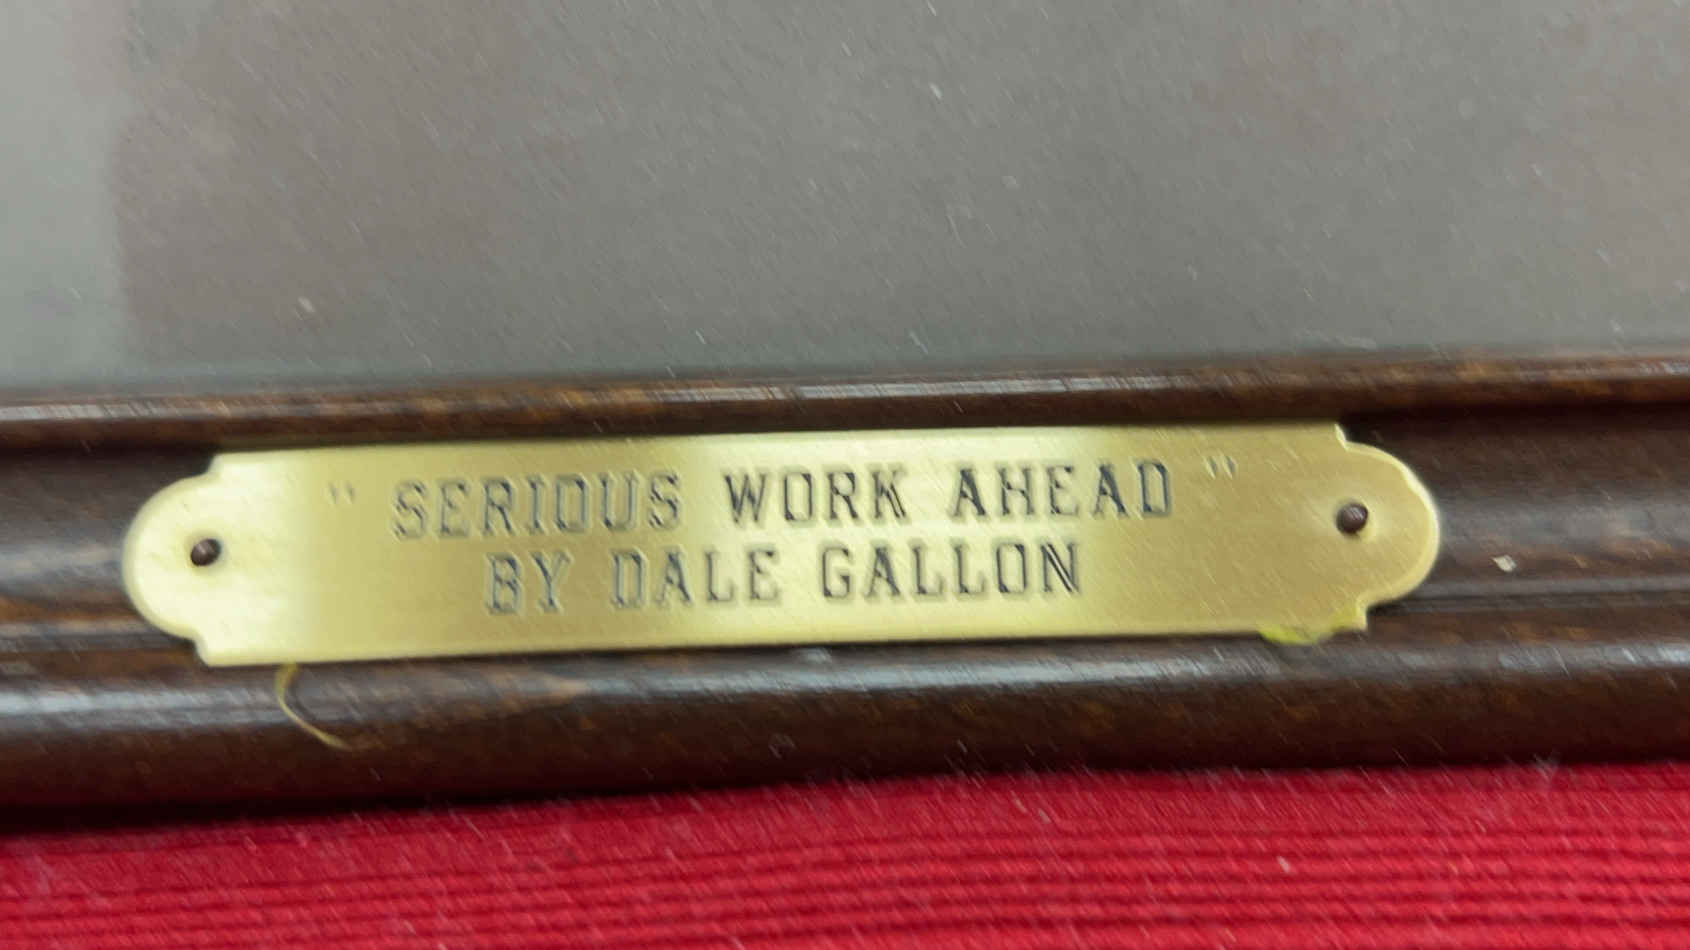 " SERIOUS WORK AHEAD "
BY DALE GALLON